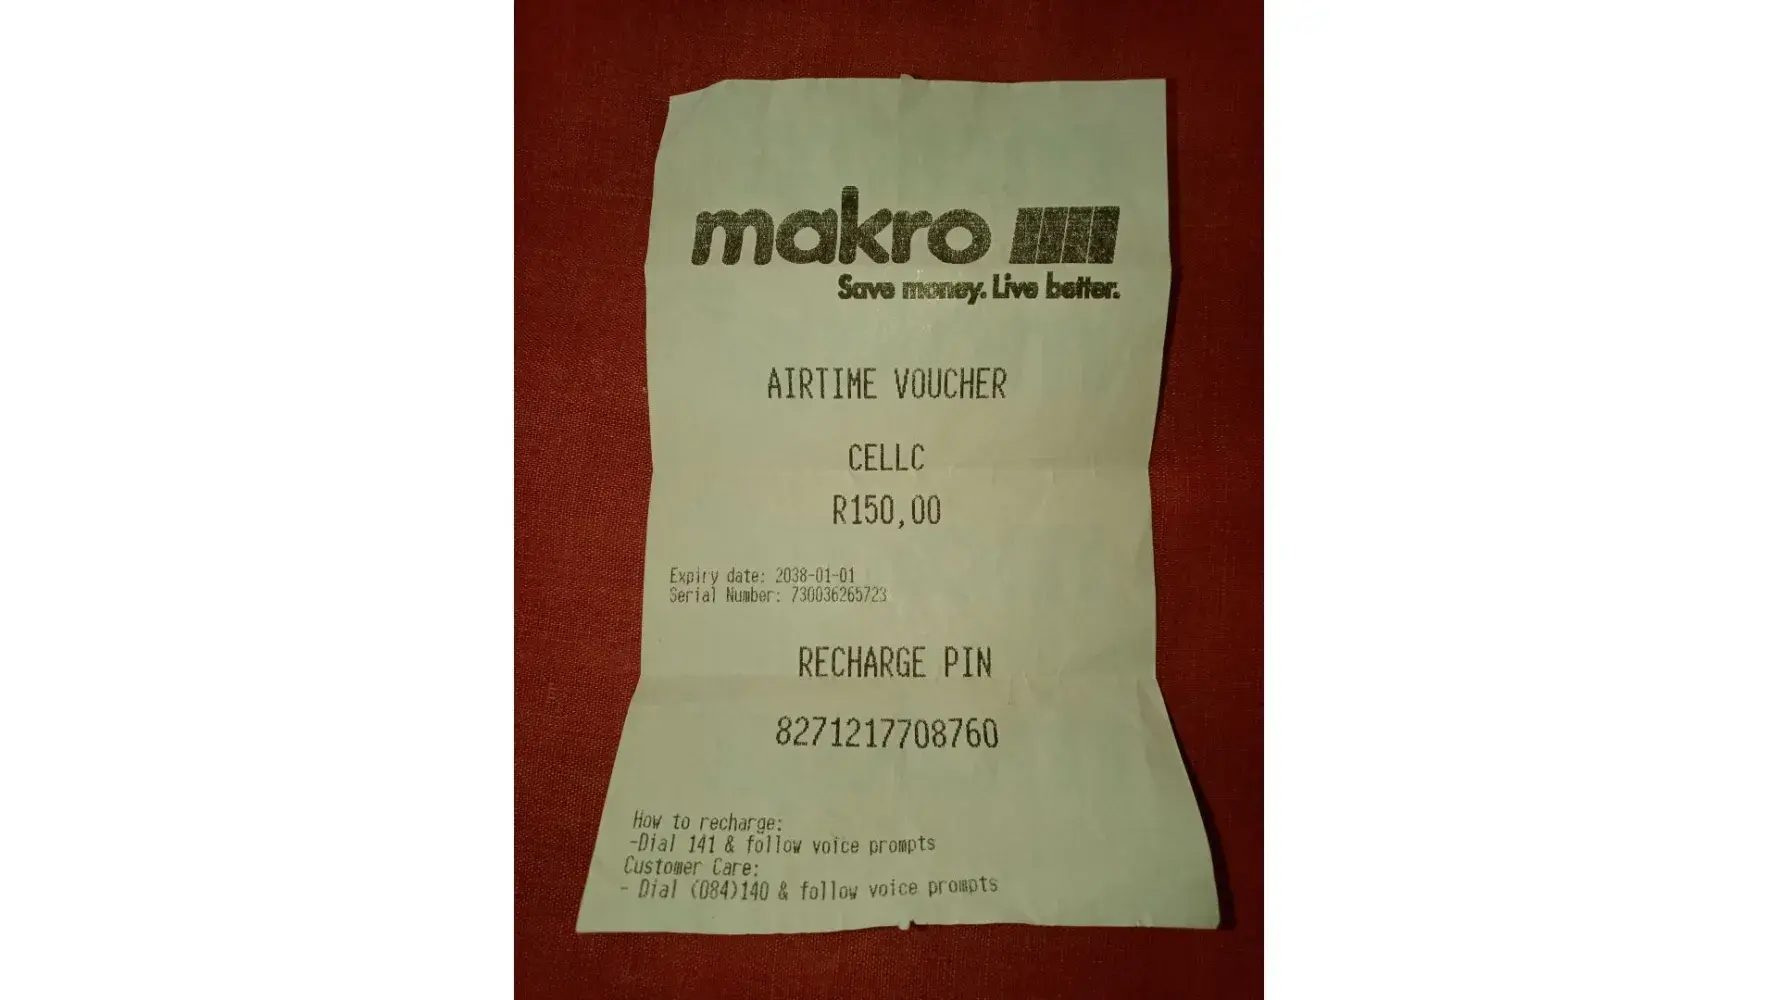 makro
Save money. Live better.
AIRTIME VOUCHER
CELLC
R150,00
Expiry date: 2038-01-01
Serial Number: 730036265723
RECHARGE PIN
8271217708760
How to recharge:
-Dial 141 & follow voice prompts
Customer Care:
- Dial (084)140 & follow voice prompts